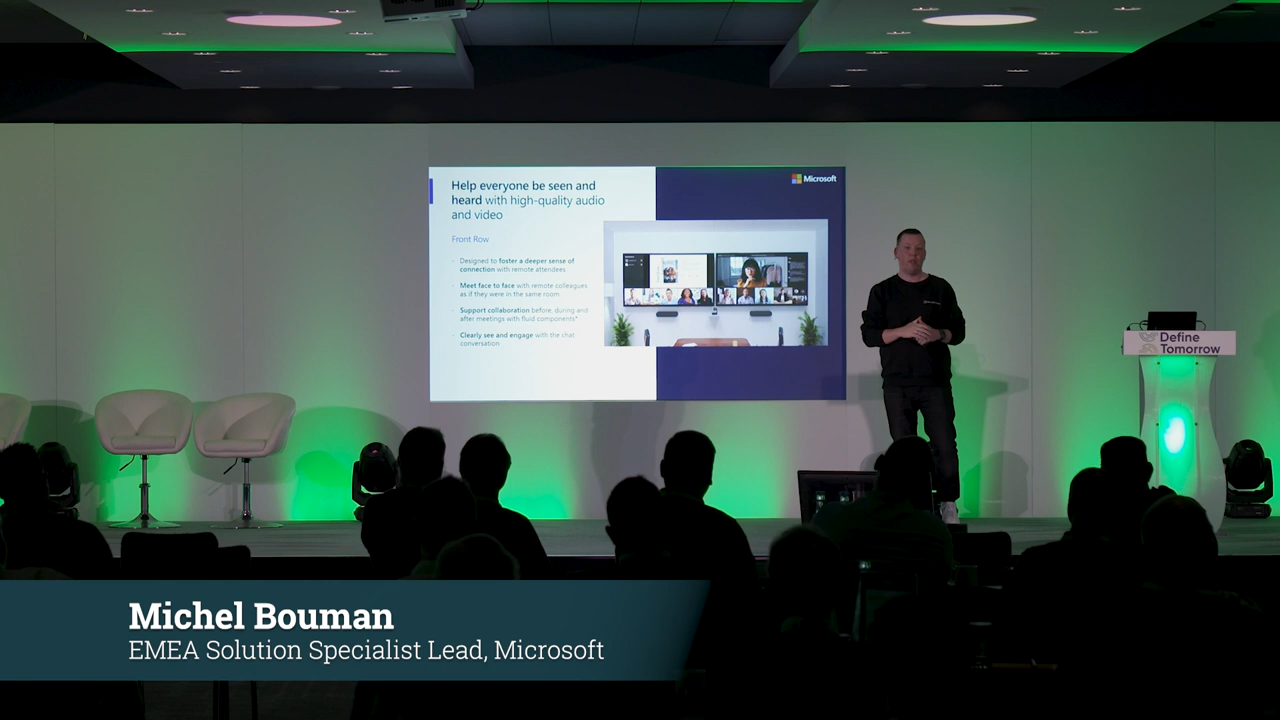 Help everyone be seen and
heard with high-quality audio
and video
Front Row
Designed to foster a deeper sense of
connection with remote attendees
Meet face to face with remote colleagues
as if they were in the same room
Support collaboration before, during and
after meetings with fluid components*
Clearly see and engage with the chat
conversation
Microsoft
Define
Tomorrow
Michel Bouman
EMEA Solution Specialist Lead, Microsoft